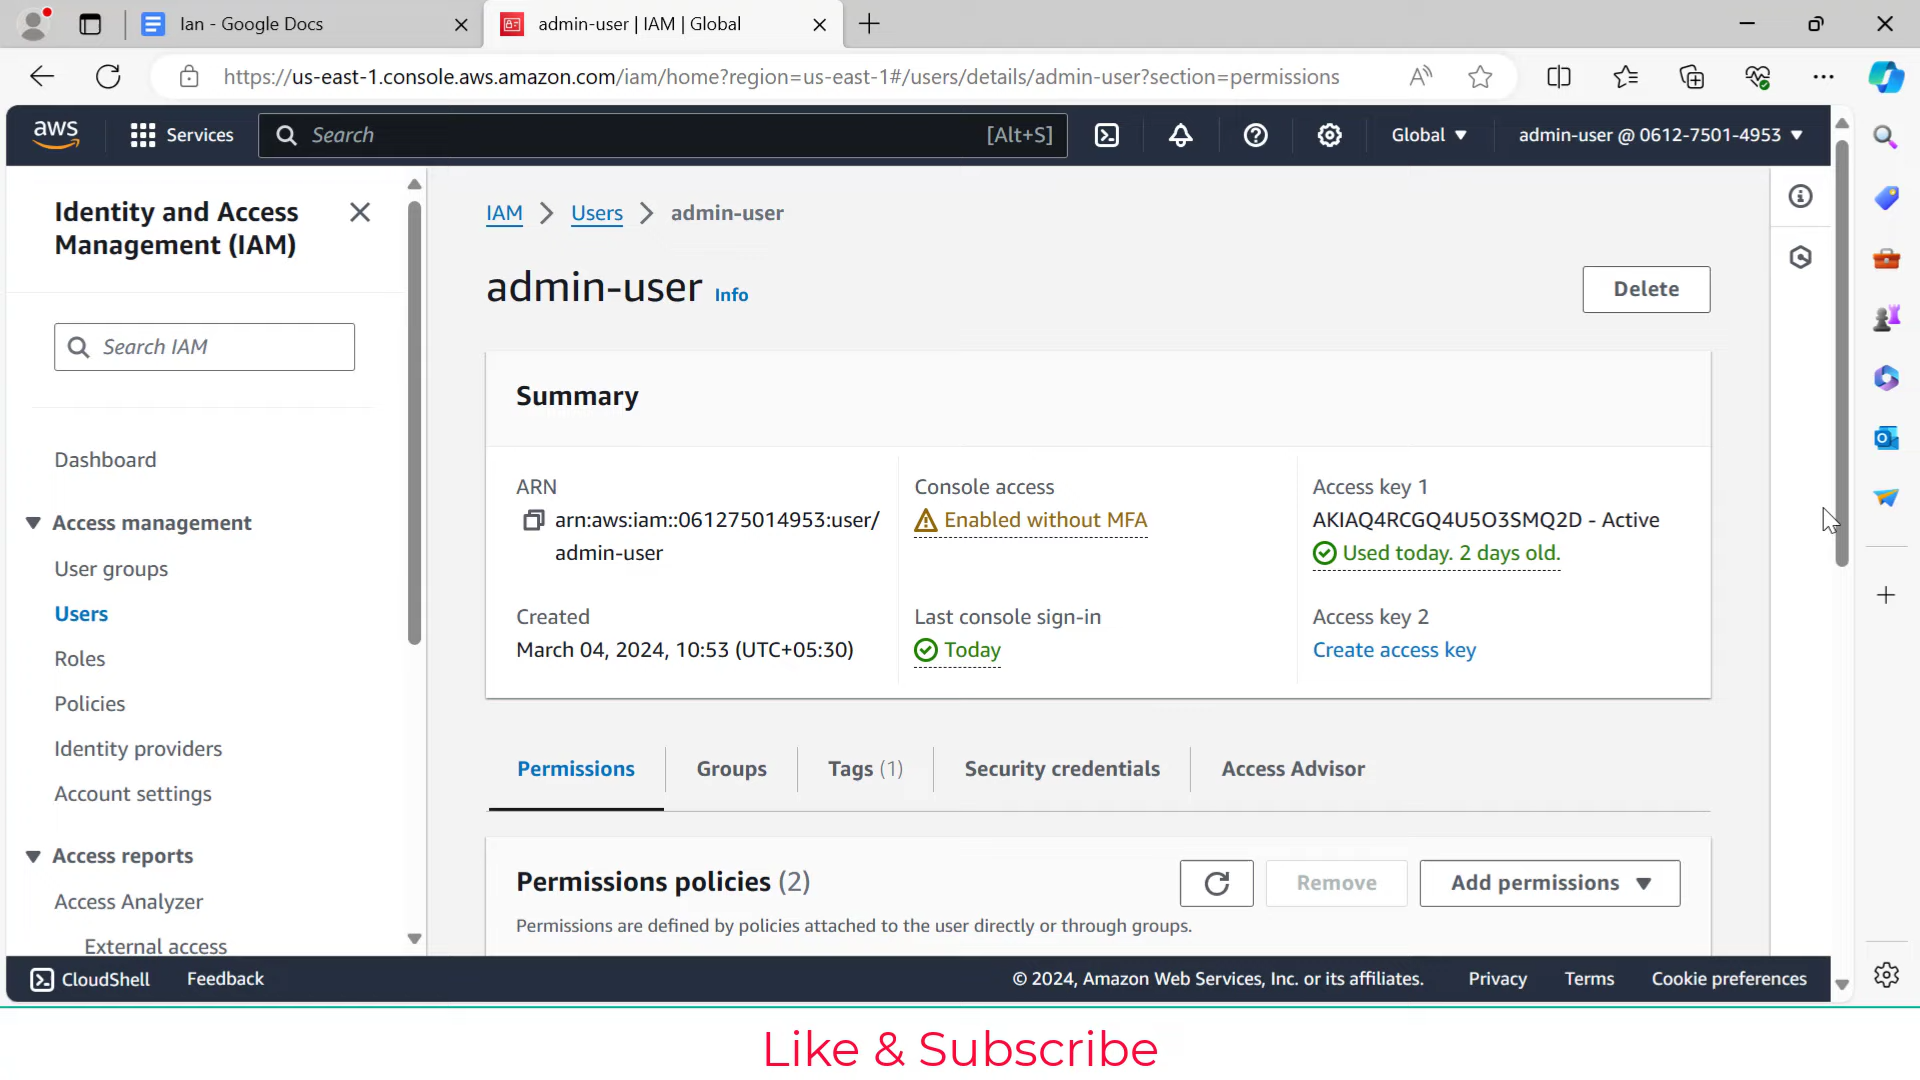 Ian - Google Docs
admin-user | IAM | Global
https://us-east-1.console.aws.amazon.com/iam/home?region=us-east-1#/users/details/admin-user?section=permissions
aws
Services
Search
[Alt+S]
Global
admin-user @ 0612-7501-4953
Identity and Access
Management (IAM)
Search IAM
Dashboard
Access management
User groups
Users
Roles
Policies
Identity providers
Account settings
Access reports
Access Analyzer
External access
IAM > Users > admin-user
admin-user Info
Delete
Summary
ARN
arn:aws:iam::061275014953:user/
admin-user
Console access
Enabled without MFA
Access key 1
AKIAQ4RCGQ4U5O3SMQ2D - Active
Used today. 2 days old.
Created
March 04, 2024, 10:53 (UTC+05:30)
Last console sign-in
Today
Access key 2
Create access key
Permissions
Groups
Tags (1)
Security credentials
Access Advisor
Permissions policies (2)
Remove
Add permissions
Permissions are defined by policies attached to the user directly or through groups.
CloudShell
Feedback
© 2024, Amazon Web Services, Inc. or its affiliates.
Privacy
Terms
Cookie preferences
Like & Subscribe